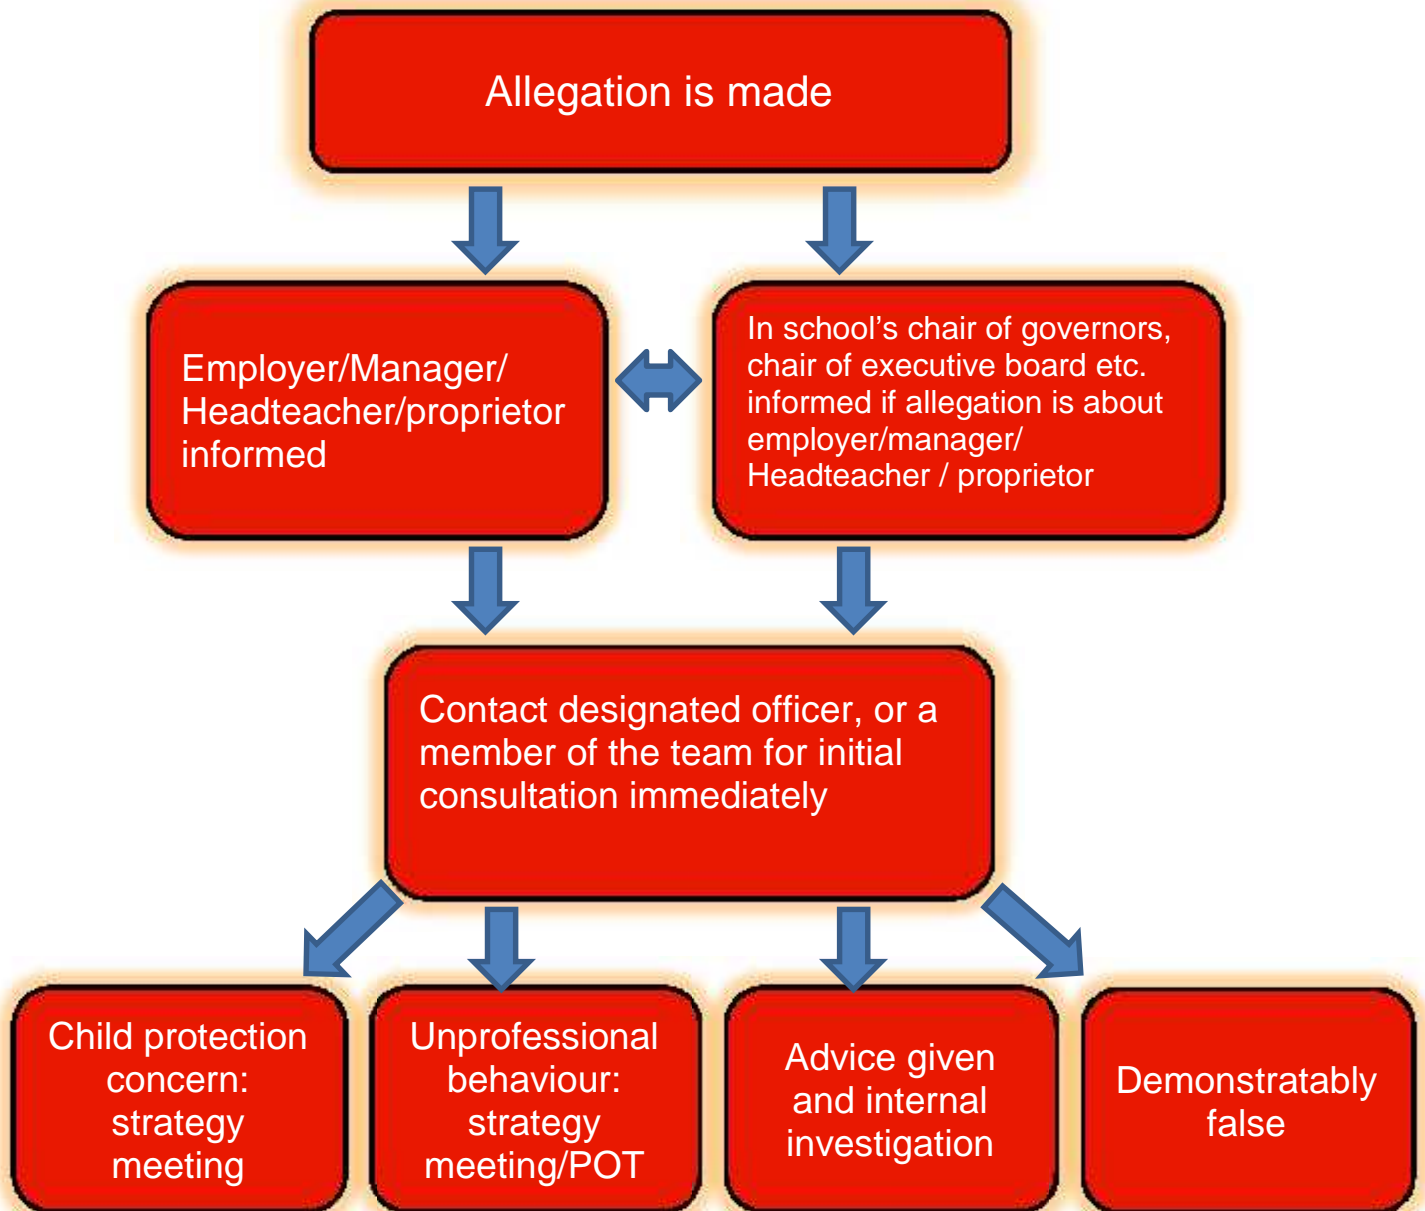 Allegation is made
Employer/Manager/
Headteacher/proprietor
informed
In school’s chair of governors,
chair of executive board etc.
informed if allegation is about
employer/manager/
Headteacher / proprietor
Contact designated officer, or a
member of the team for initial
consultation immediately
Child protection
concern:
strategy
meeting
Unprofessional
behaviour:
strategy
meeting/POT
Advice given
and internal
investigation
Demonstratably
false